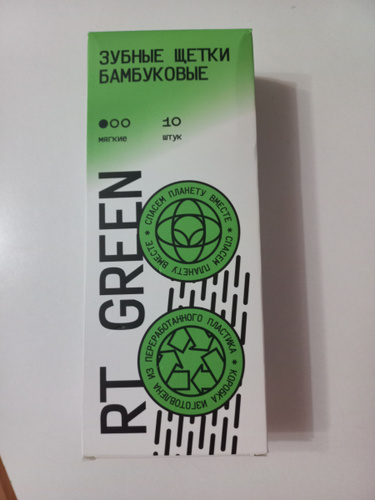 ЗУБНЫЕ ЩЕТКИ
БАМБУКОВЫЕ
мягкие
10
штук
RT GREEN
СПАСЕМ ПЛАНЕТУ ВМЕСТЕ * СПАСЕМ ПЛАНЕТУ ВМЕСТЕ *
КОРОБКА ИЗГОТОВЛЕНА ИЗ ПЕРЕРАБОТАННОГО ПЛАСТИКА *